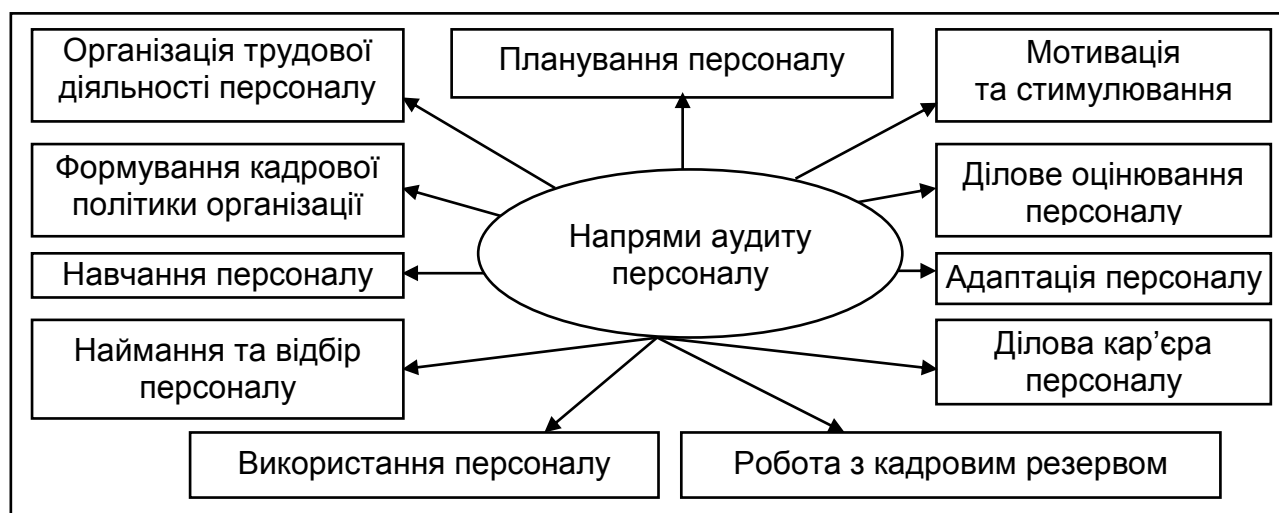 Організація трудової
діяльності персоналу
Планування персоналу
Мотивація
та стимулювання
Формування кадрової
політики організації
Ділове оцінювання
персоналу
Напрями аудиту
персоналу
Навчання персоналу
Адаптація персоналу
Наймання та відбір
персоналу
Ділова кар’єра
персоналу
Використання персоналу
Робота з кадровим резервом